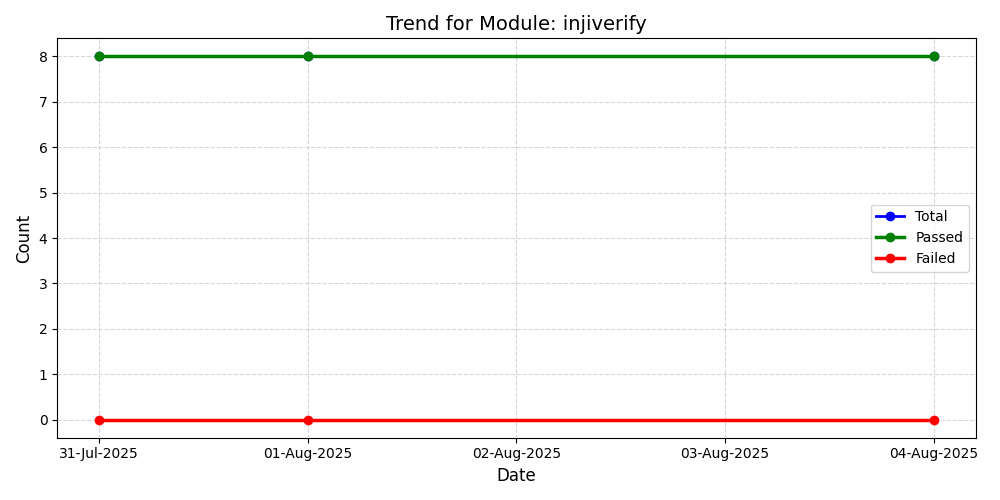 Trend for Module: injiverify
Count
8
7
6
5
4
3
2
1
0
Total
Passed
Failed
31-Jul-2025
01-Aug-2025
02-Aug-2025
03-Aug-2025
04-Aug-2025
Date